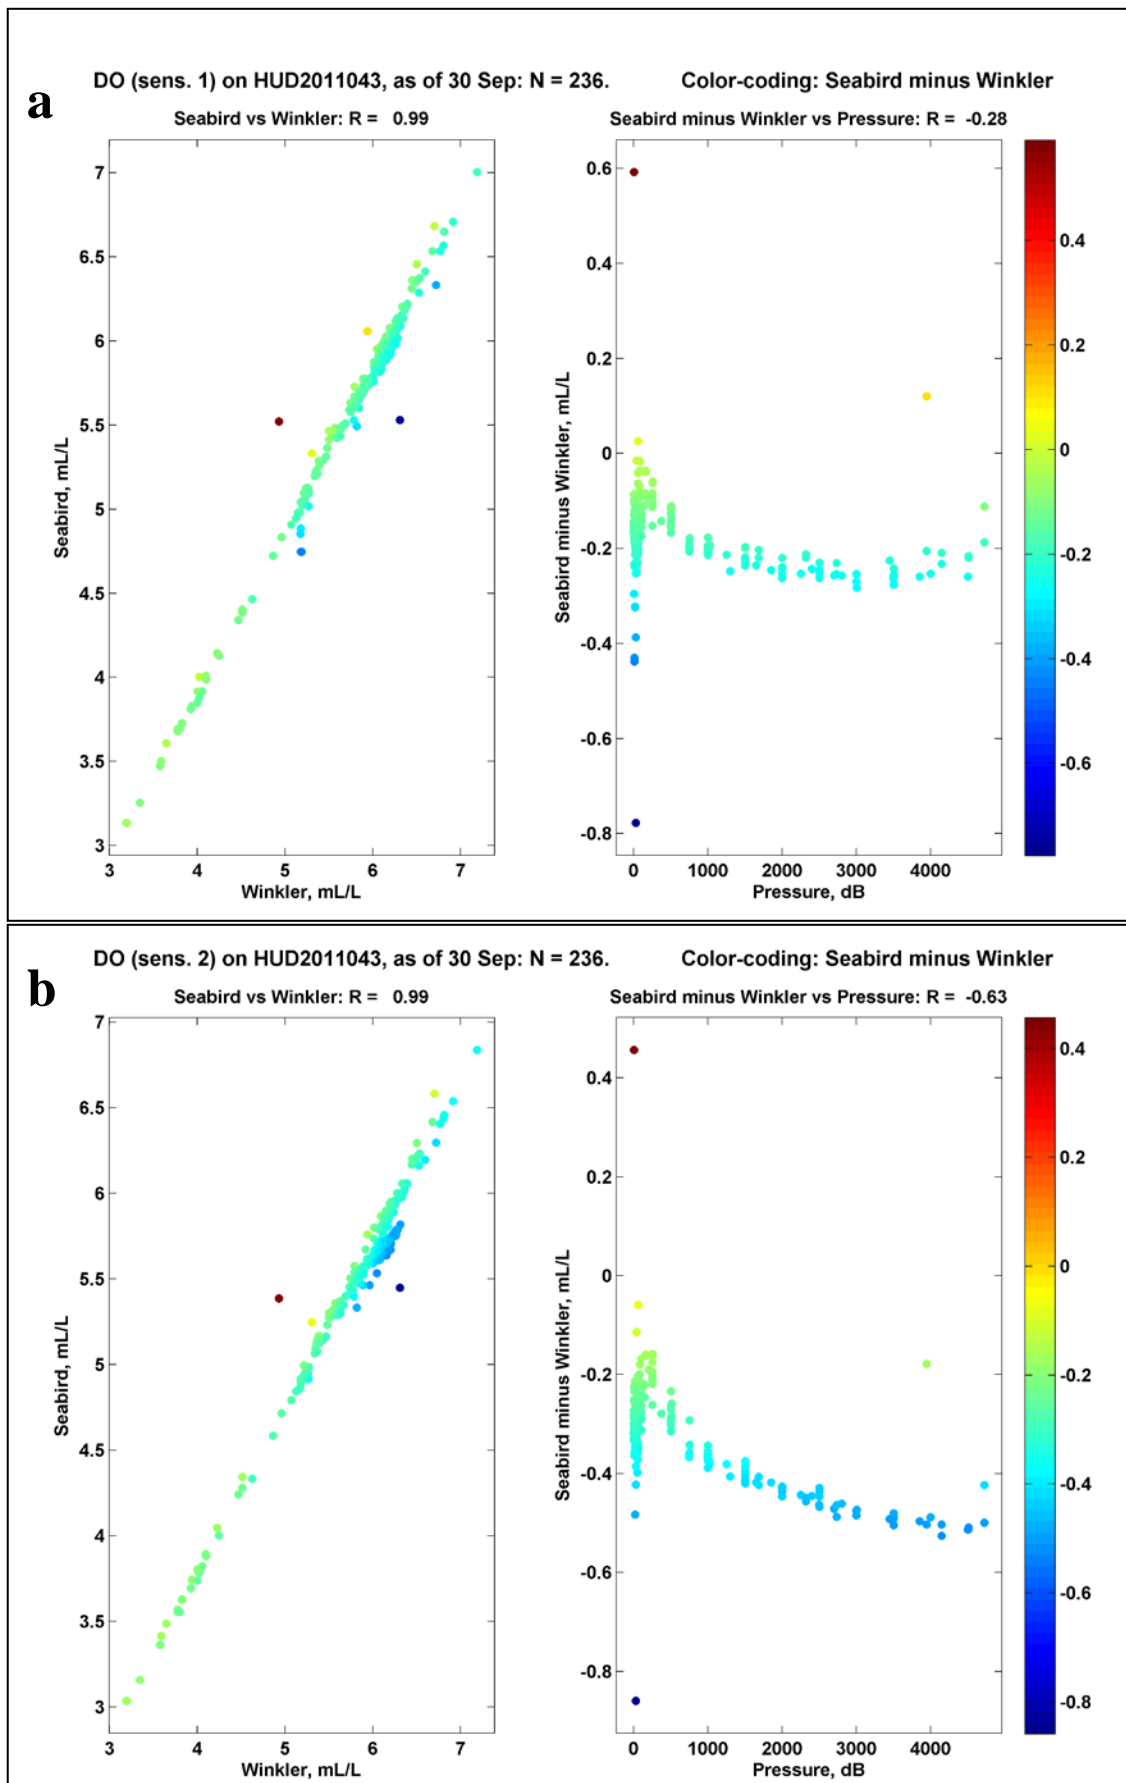 a
DO (sens. 1) on HUD2011043, as of 30 Sep: N = 236.
Color-coding: Seabird minus Winkler
Seabird vs Winkler: R = 0.99
Seabird, mL/L
7
6.5
6
5.5
5
4.5
4
3.5
3
3 4 5 6 7
Winkler, mL/L
Seabird minus Winkler vs Pressure: R = -0.28
Seabird minus Winkler, mL/L
0.6
0.4
0.2
0
-0.2
-0.4
-0.6
-0.8
0 1000 2000 3000 4000
Pressure, dB
0.4
0.2
0
-0.2
-0.4
-0.6
b
DO (sens. 2) on HUD2011043, as of 30 Sep: N = 236.
Color-coding: Seabird minus Winkler
Seabird vs Winkler: R = 0.99
Seabird, mL/L
7
6.5
6
5.5
5
4.5
4
3.5
3
3 4 5 6 7
Winkler, mL/L
Seabird minus Winkler vs Pressure: R = -0.63
Seabird minus Winkler, mL/L
0.4
0.2
0
-0.2
-0.4
-0.6
-0.8
0 1000 2000 3000 4000
Pressure, dB
0.4
0.2
0
-0.2
-0.4
-0.6
-0.8